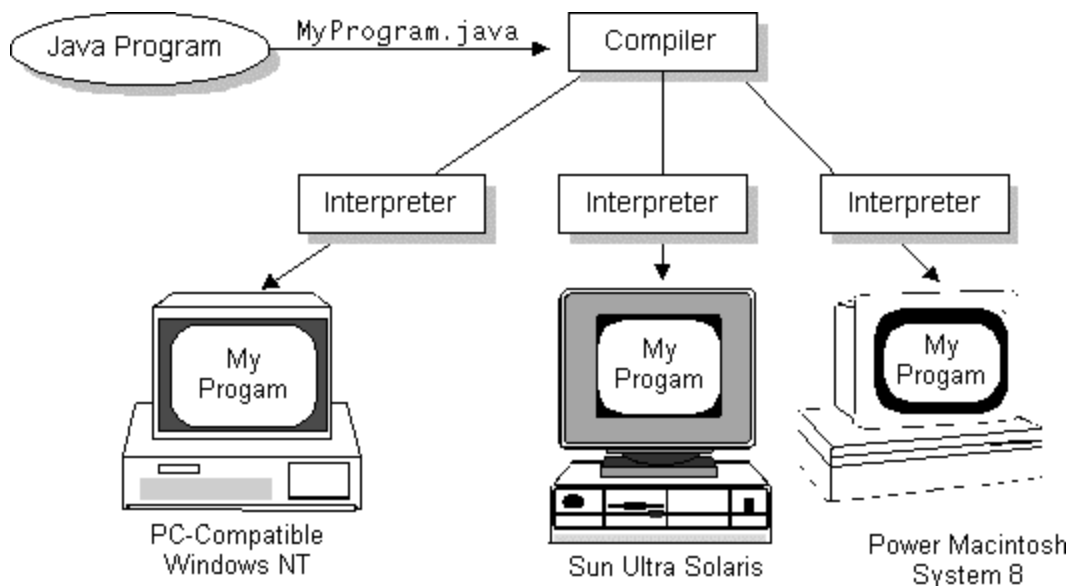 Java Program
MyProgram.java
Compiler
Interpreter
Interpreter
Interpreter
My
Progam
My
Progam
My
Progam
PC-Compatible
Windows NT
Sun Ultra Solaris
Power Macintosh
System 8